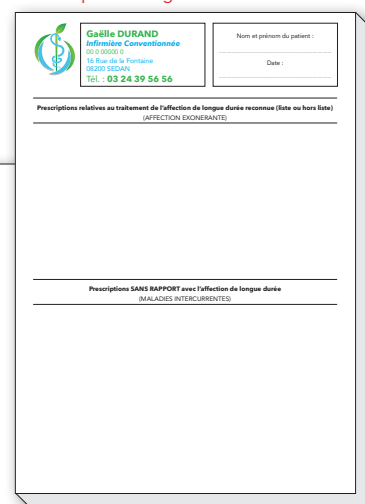 Gaëlle DURAND
Infirmière Conventionnée
00 0 00000 0
16 Rue de la Fontaine
08200 SEDAN
Tél. : 03 24 39 56 56
Nom et prénom du patient :
Date :
Prescriptions relatives au traitement de l'affection de longue durée reconnue (liste ou hors liste)
(AFFECTION EXONERANTE)
Prescriptions SANS RAPPORT avec l'affection de longue durée
(MALADIES INTERCURRENTES)